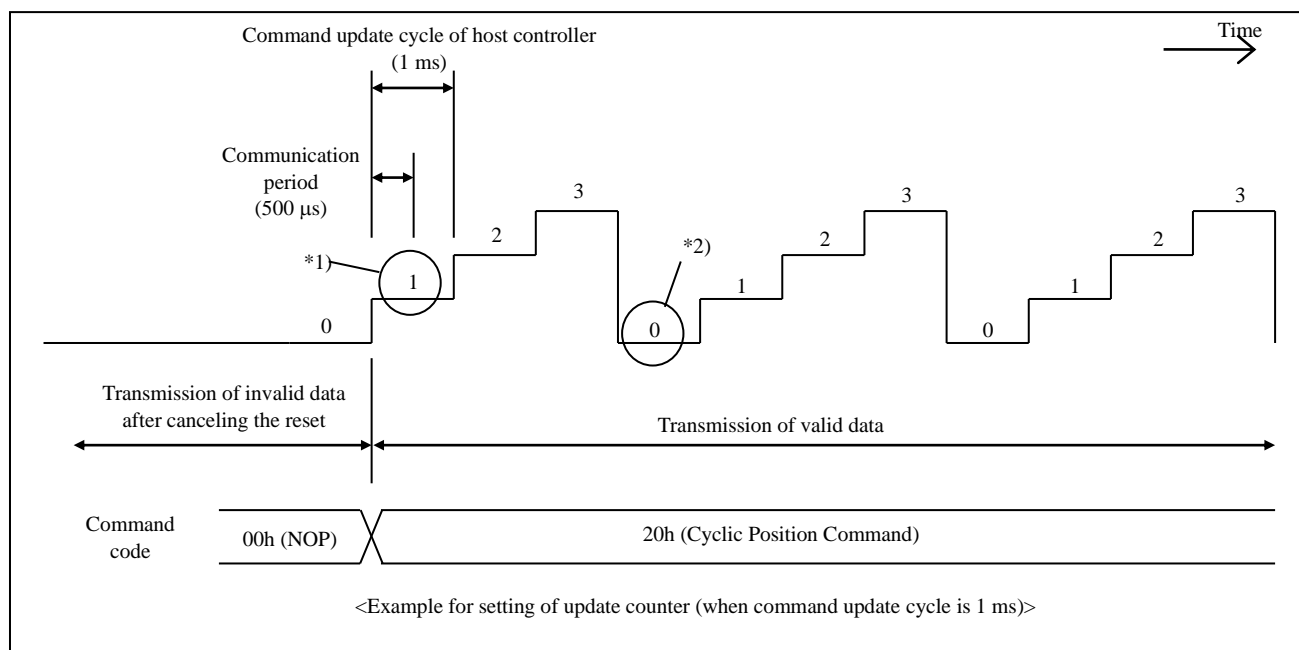 Command update cycle of host controller
(1 ms)
Time
Communication
period
(500 μs)
3
3
3
2
*2)
2
2
*1)
1
1
1
0
0
0
Transmission of invalid data
after canceling the reset
Transmission of valid data
Command
code
00h (NOP)
20h (Cyclic Position Command)
<Example for setting of update counter (when command update cycle is 1 ms)>